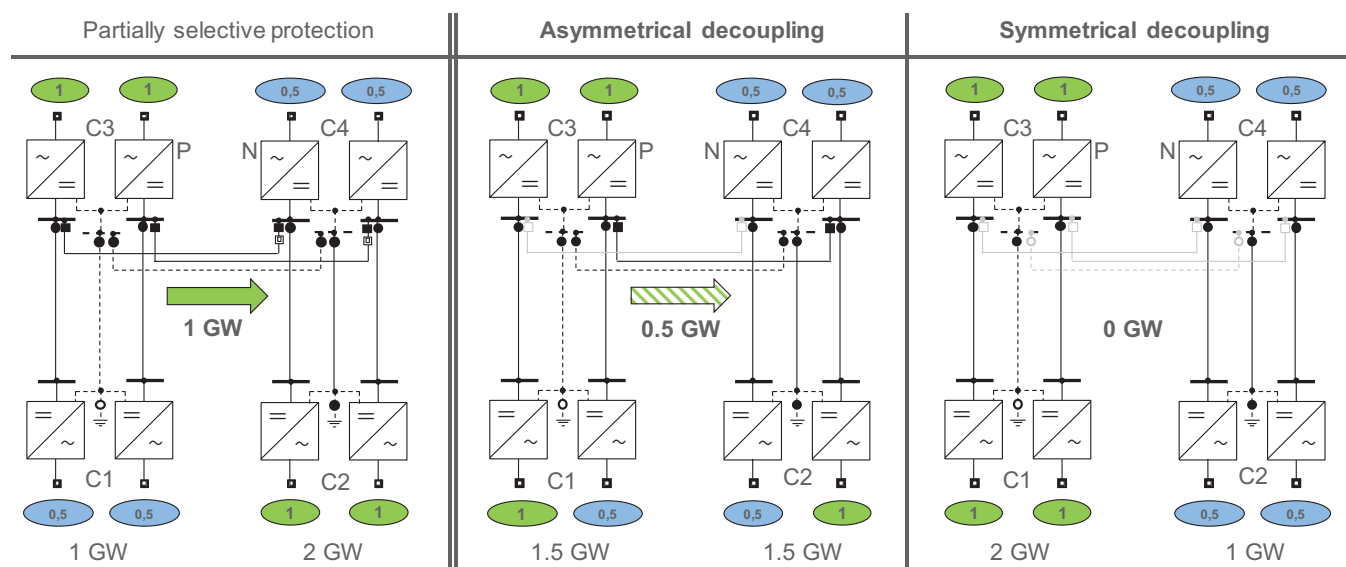 Partially selective protection
Asymmetrical decoupling
Symmetrical decoupling
1 1 0,5 0,5
1 1 0,5 0,5
1 1 0,5 0,5
C3 C4
C3 C4
C3 C4
P N
P N
P N
1 GW
0.5 GW
0 GW
C1 C2
C1 C2
C1 C2
0,5 0,5 1 1
1 0,5 0,5 1
1 1 0,5 0,5
1 GW 2 GW
1.5 GW 1.5 GW
2 GW 1 GW